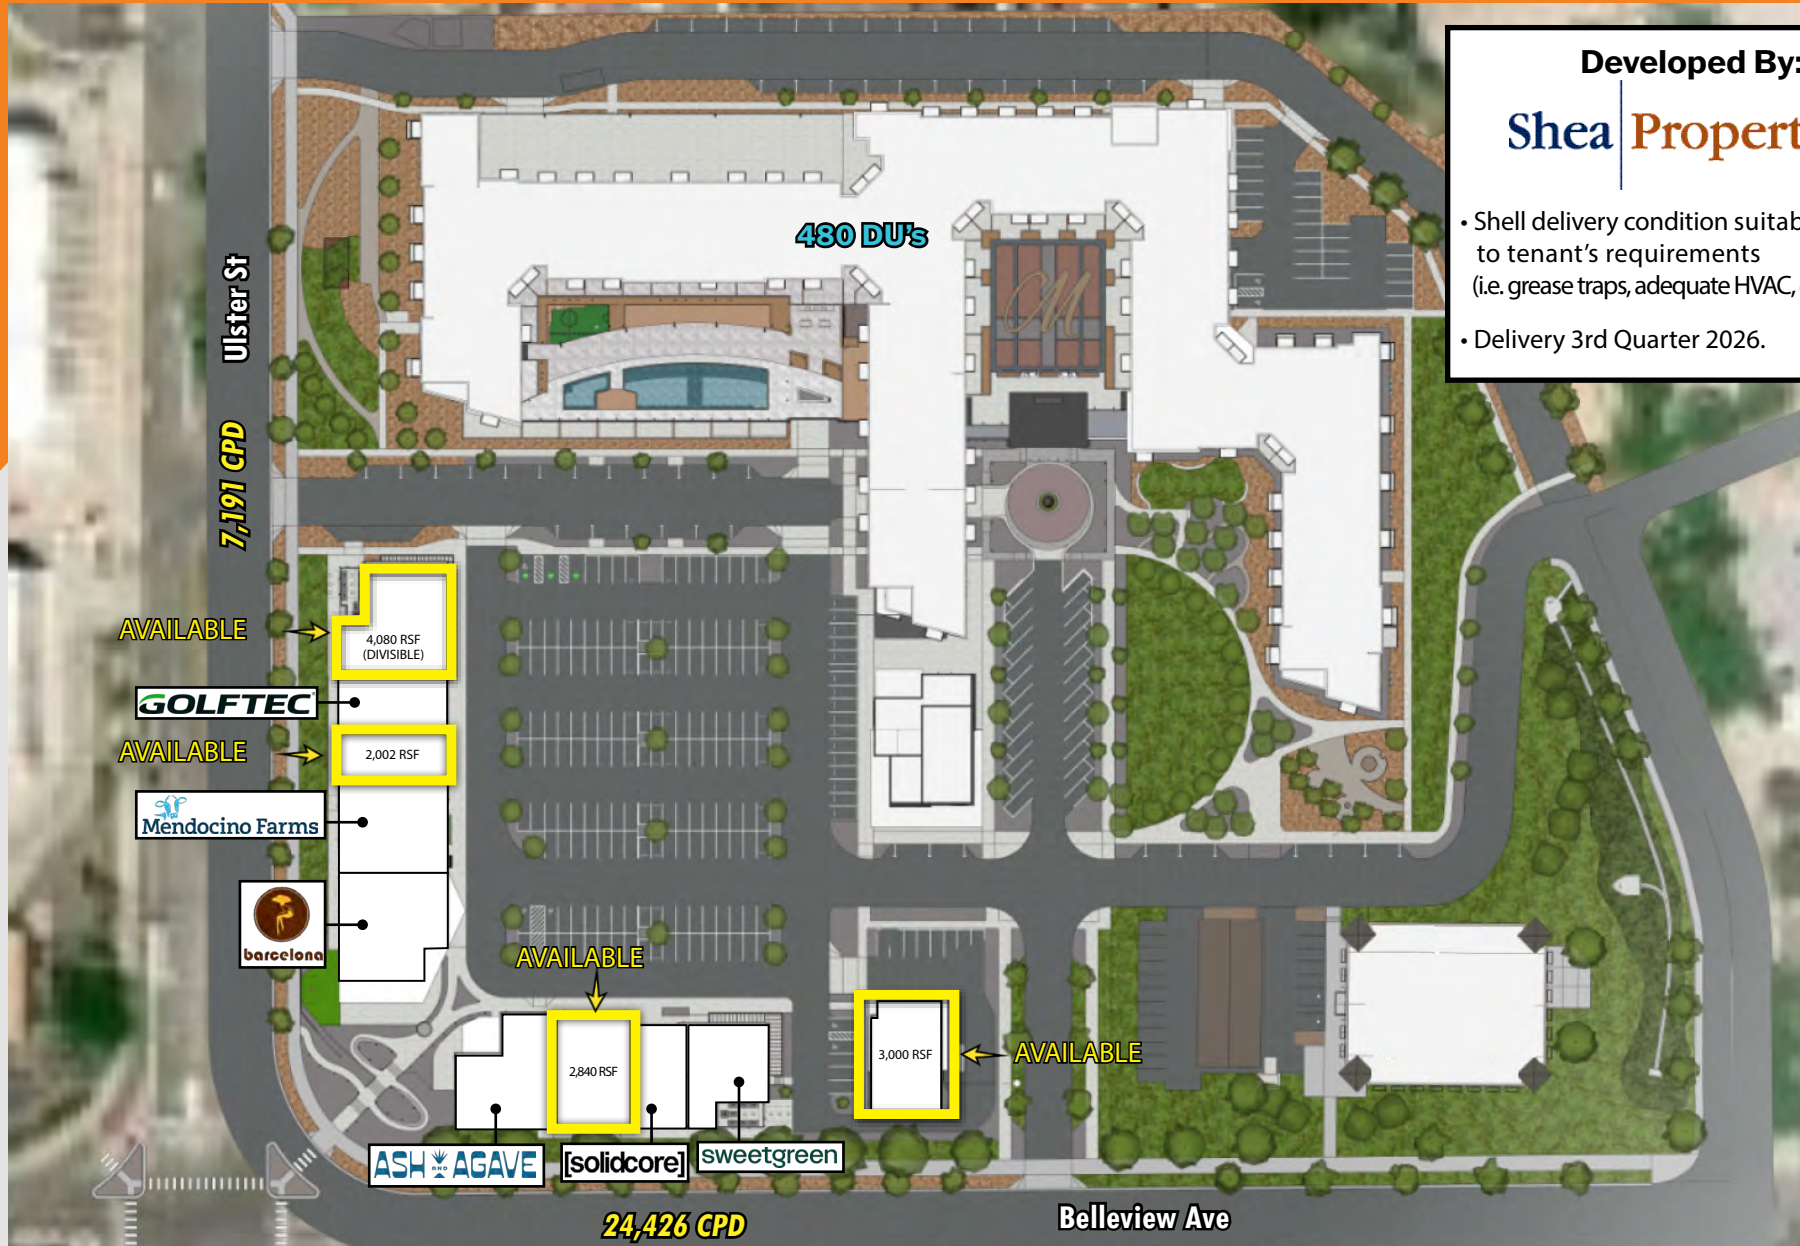 Developed By:
Shea Propert
• Shell delivery condition suitab
to tenant's requirements
(i.e. grease traps, adequate HVAC,
• Delivery 3rd Quarter 2026.
480 DU's
Ulster St
7,191 CPD
AVAILABLE
4,080 RSF
(DIVISIBLE)
GOLFTEC
AVAILABLE
2,002 RSF
Mendocino Farms
barcelona
AVAILABLE
2,840 RSF
3,000 RSF
AVAILABLE
ASH AND AGAVE
[solidcore]
sweetgreen
24,426 CPD
Belleview Ave
CM